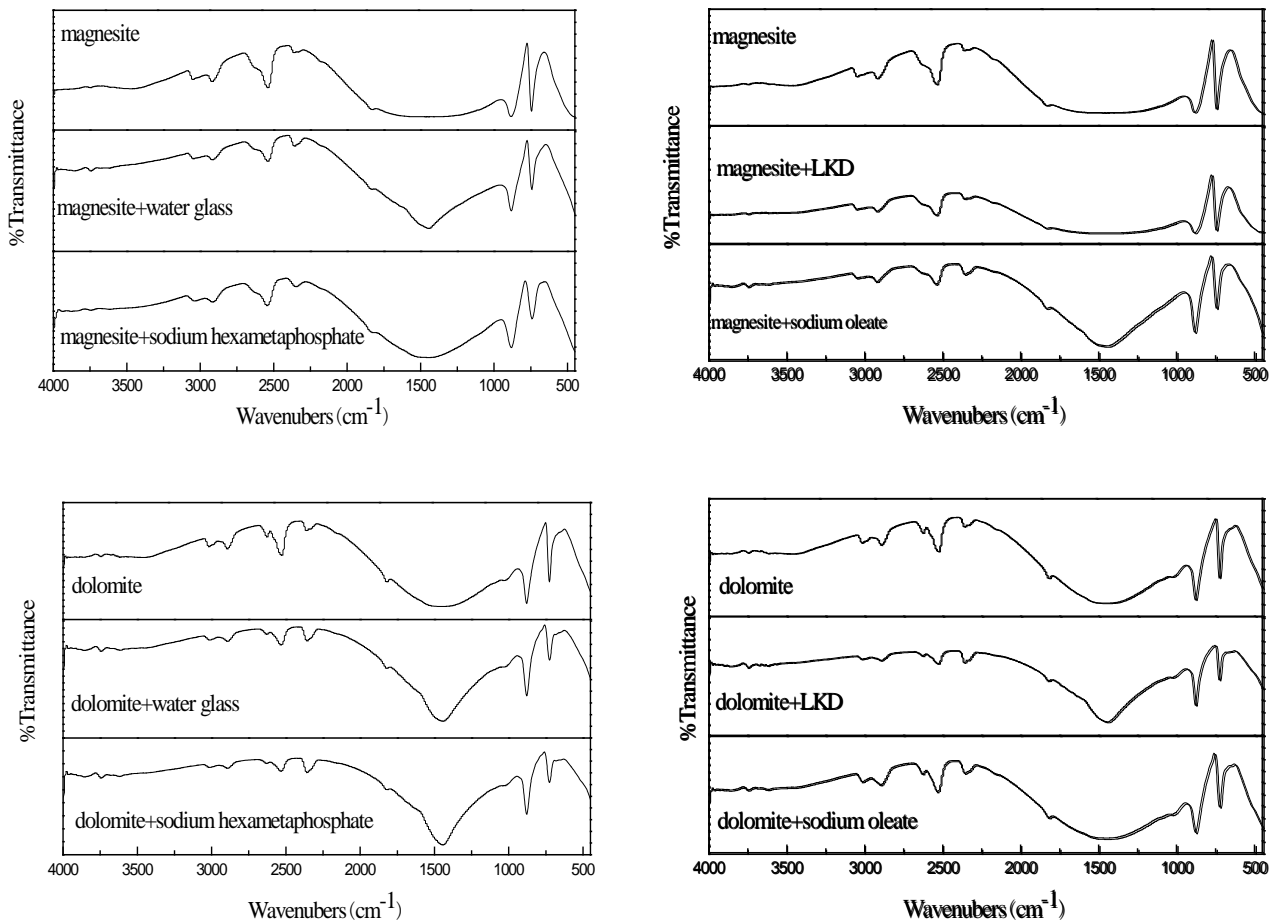 magnesite
magnesite+water glass
magnesite+sodium hexametaphosphate
%Transmittance
4000 3500 3000 2500 2000 1500 1000 500
Wavenubers (cm-1)
magnesite
magnesite+LKD
magnesite+sodium oleate
%Transmittance
4000 3500 3000 2500 2000 1500 1000 500
Wavenubers (cm-1)
dolomite
dolomite+water glass
dolomite+sodium hexametaphosphate
%Transmittance
4000 3500 3000 2500 2000 1500 1000 500
Wavenubers (cm-1)
dolomite
dolomite+LKD
dolomite+sodium oleate
%Transmittance
4000 3500 3000 2500 2000 1500 1000 500
Wavenubers (cm-1)